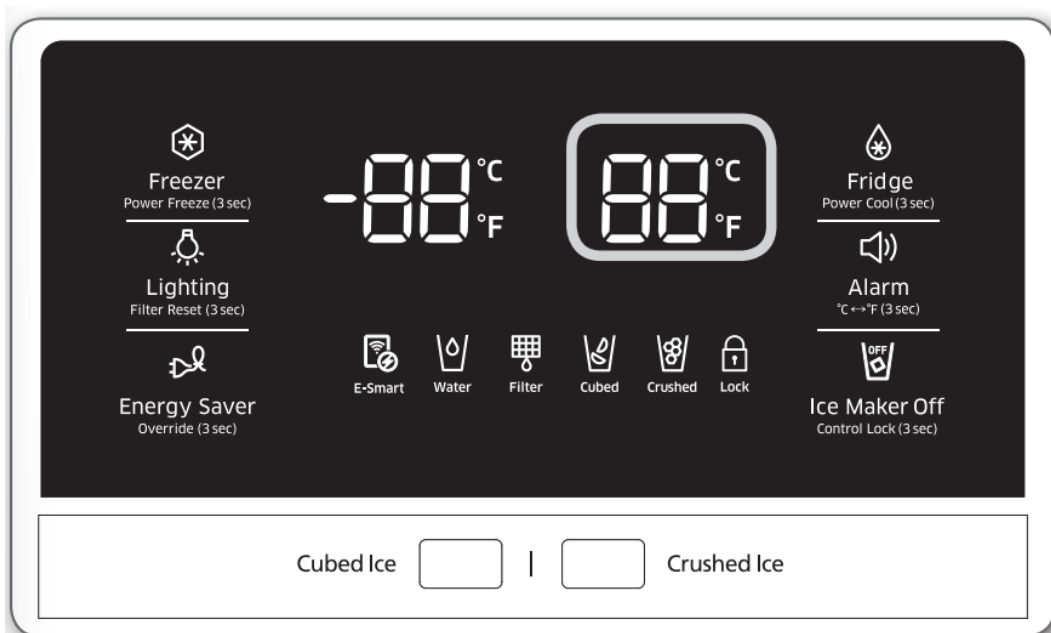 Freezer
Power Freeze (3 sec)
Lighting
Filter Reset (3 sec)
Energy Saver
Override (3 sec)
-88 °C
°F
88 °C
°F
Fridge
Power Cool (3 sec)
Alarm
°C ↔ °F (3 sec)
OFF
Ice Maker Off
Control Lock (3 sec)
E-Smart
Water
Filter
Cubed
Crushed
Lock
Cubed Ice | Crushed Ice